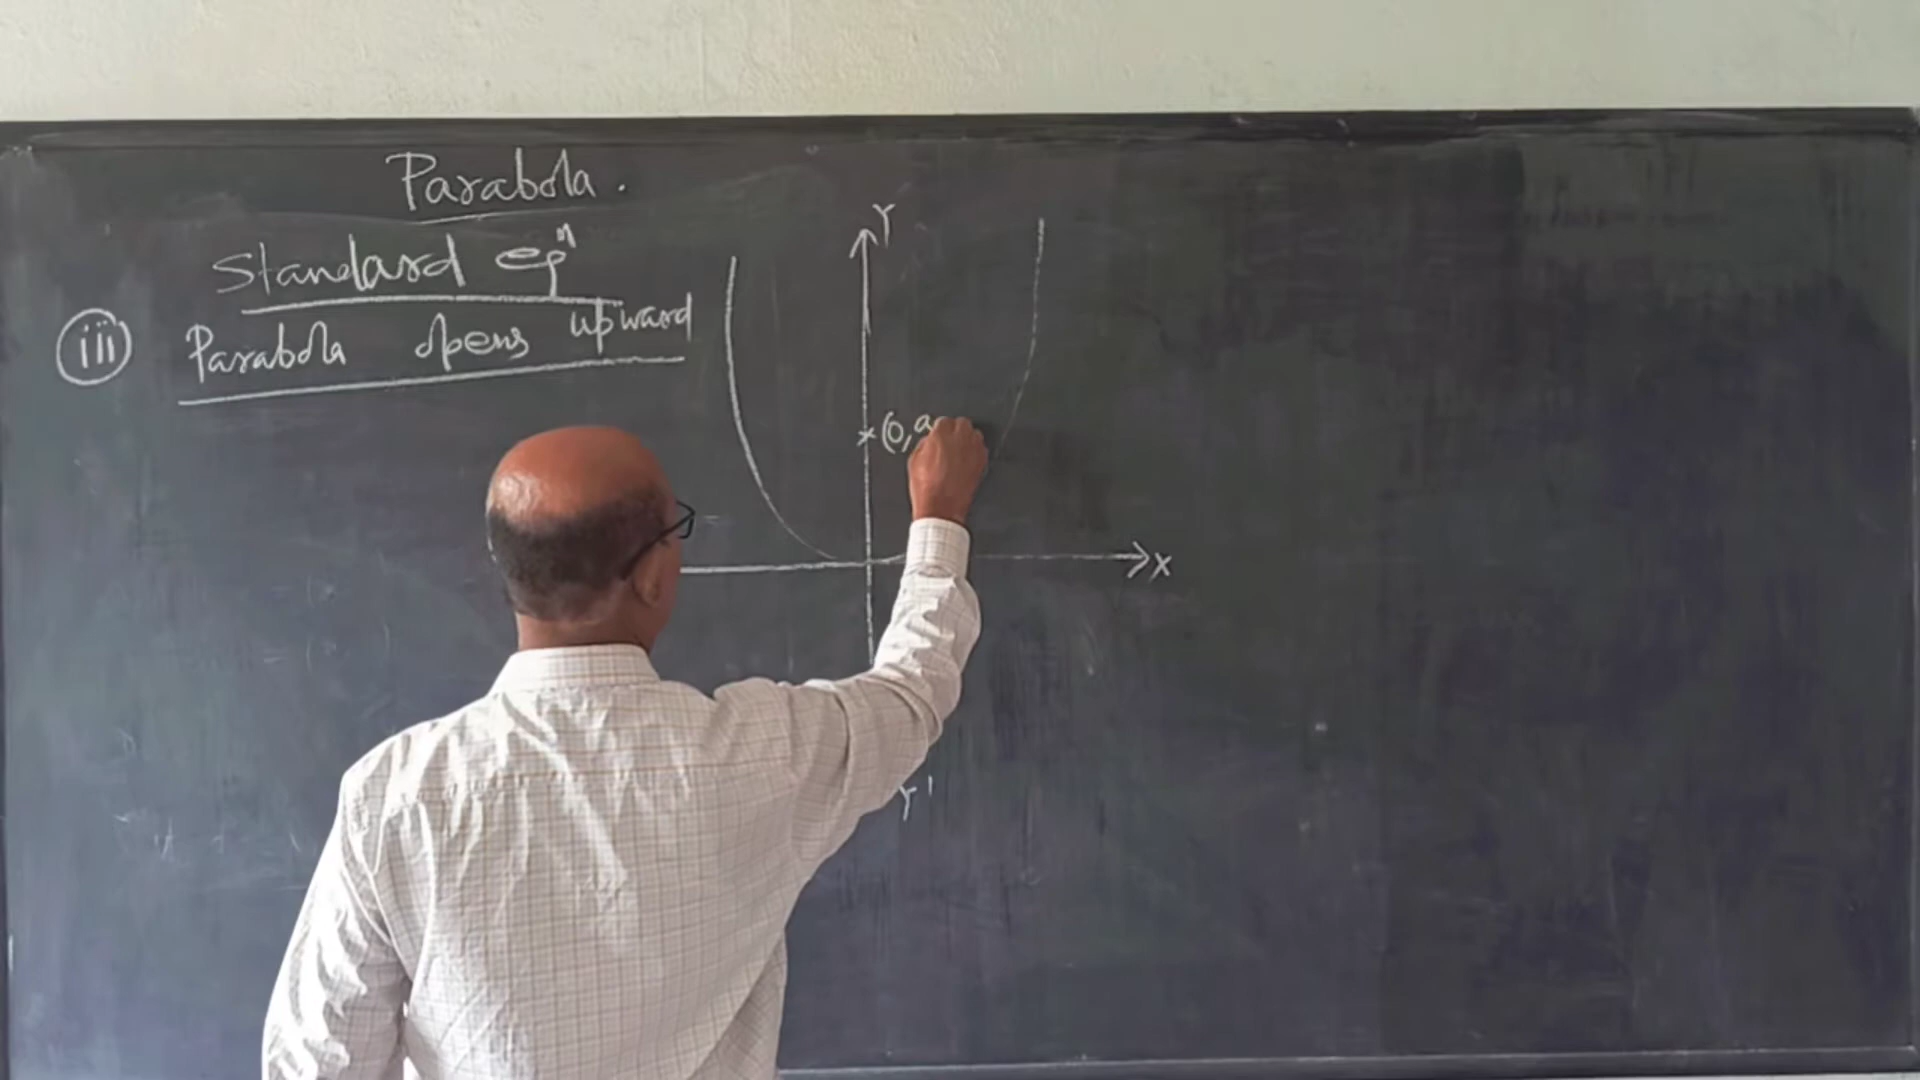 Parabola.
Standard eqⁿ
(iii) Parabola opens upward
Y
(0,a
X
Y'